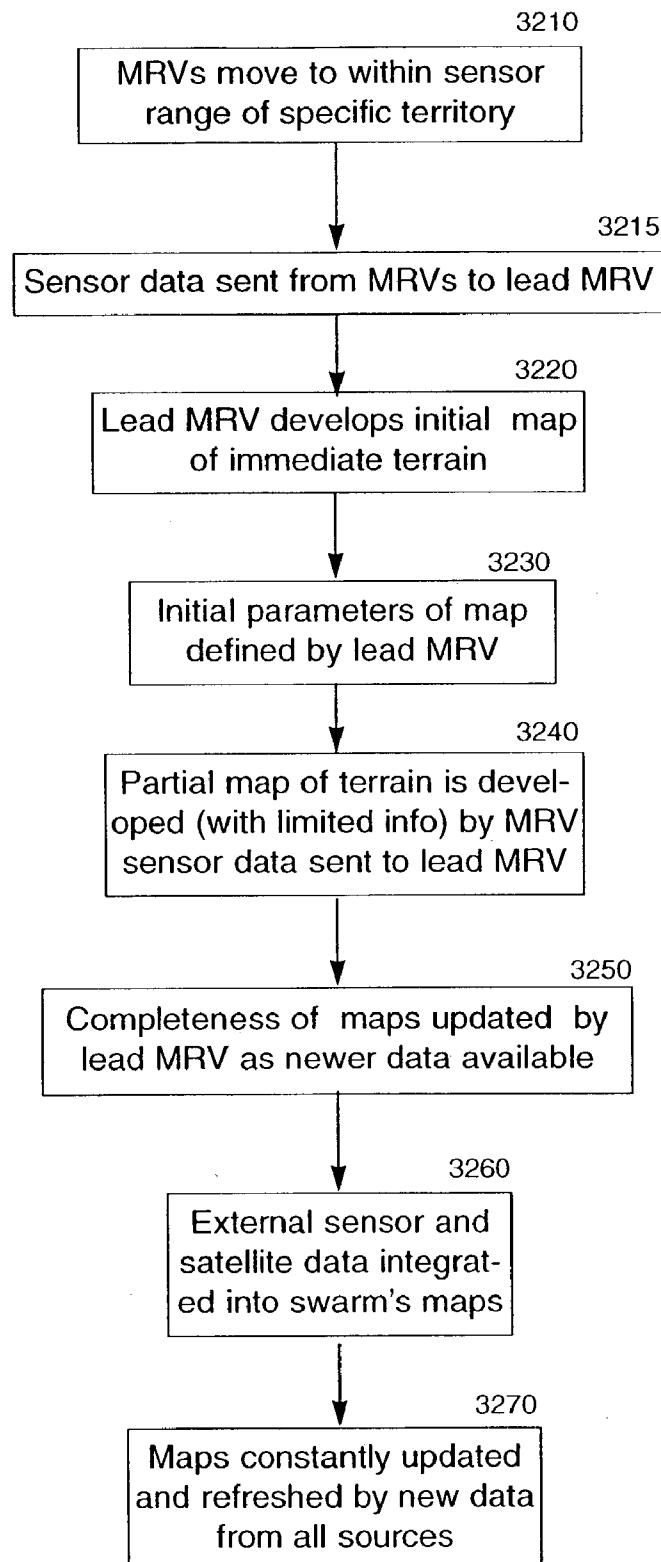 3210
MRVs move to within sensor
range of specific territory
3215
Sensor data sent from MRVs to lead MRV
3220
Lead MRV develops initial map
of immediate terrain
3230
Initial parameters of map
defined by lead MRV
3240
Partial map of terrain is devel-
oped (with limited info) by MRV
sensor data sent to lead MRV
3250
Completeness of maps updated by
lead MRV as newer data available
3260
External sensor and
satellite data integrat-
ed into swarm's maps
3270
Maps constantly updated
and refreshed by new data
from all sources